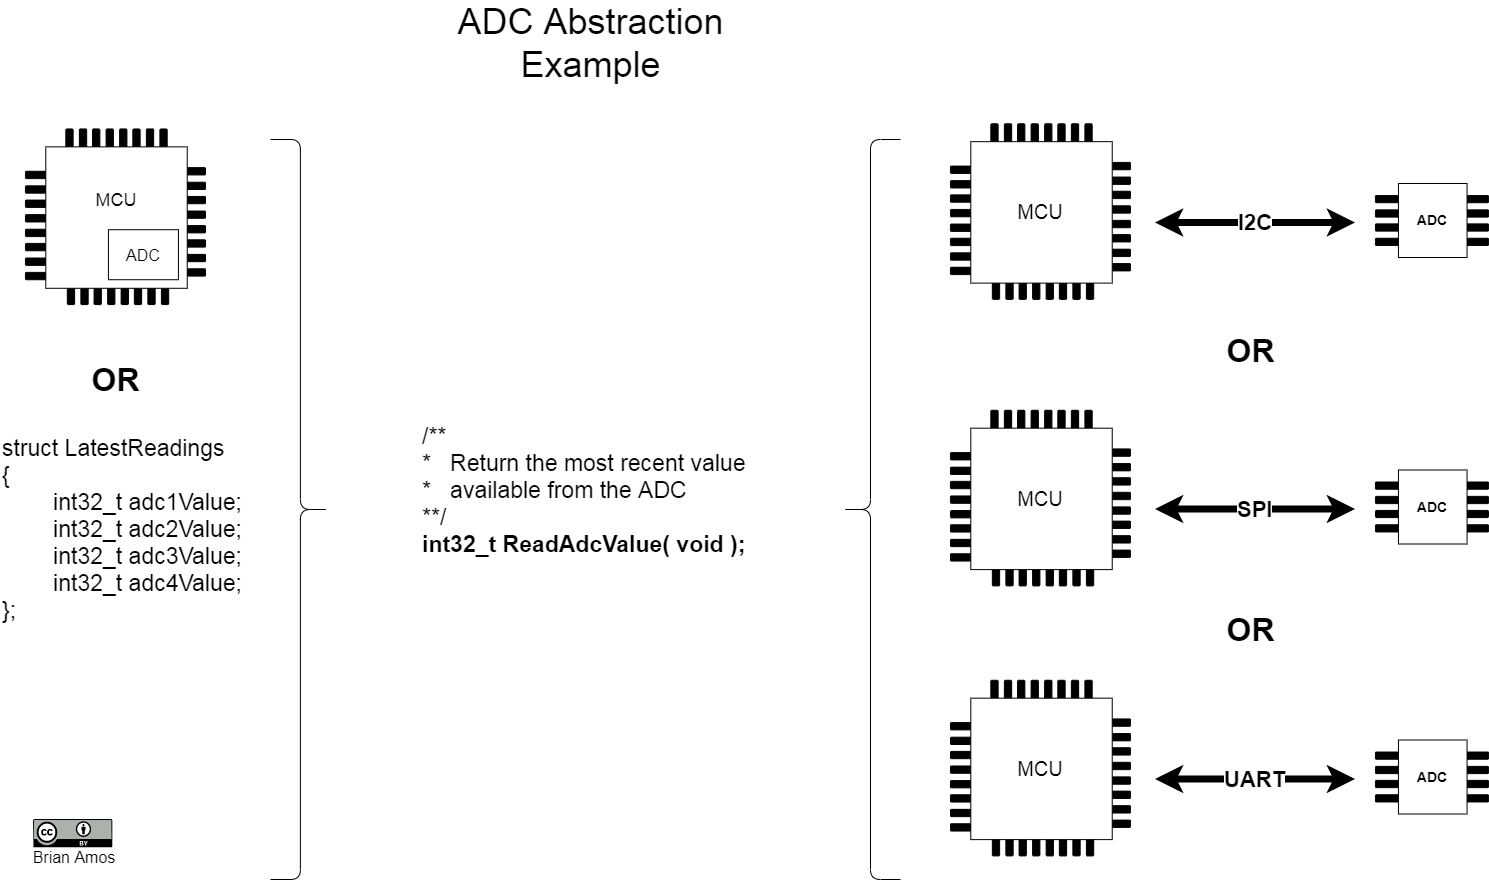 ADC Abstraction
Example
MCU
ADC
OR
struct LatestReadings
{
int32_t adc1Value;
int32_t adc2Value;
int32_t adc3Value;
int32_t adc4Value;
};
/**
* Return the most recent value
* available from the ADC
**/
int32_t ReadAdcValue( void );
MCU
I2C
ADC
OR
MCU
SPI
ADC
OR
MCU
UART
ADC
cc
BY
Brian Amos